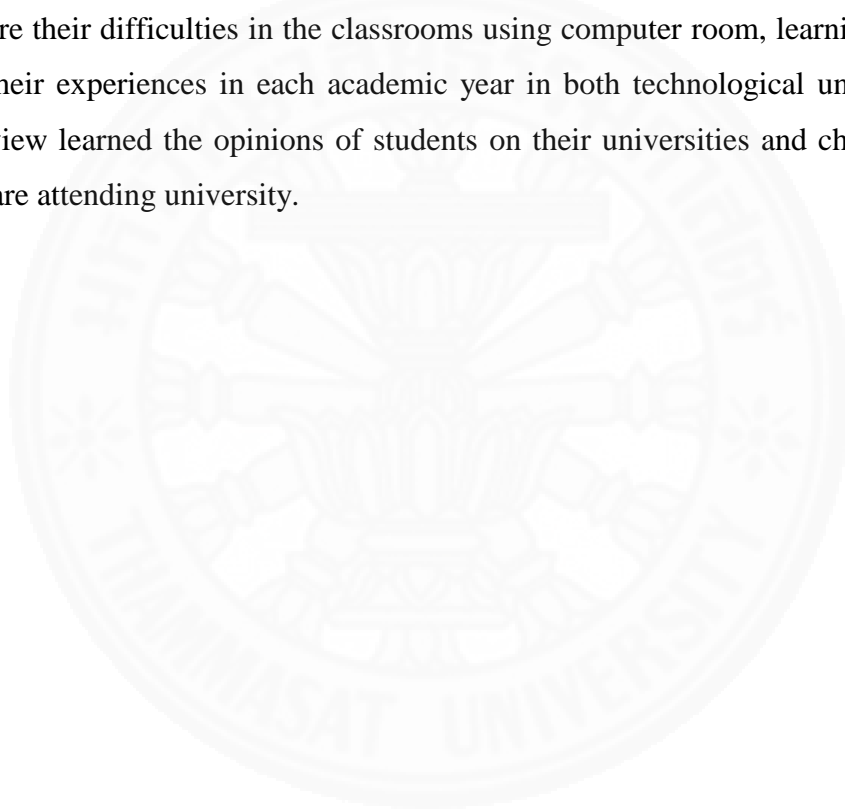 re their difficulties in the classrooms using computer room, learni
heir experiences in each academic year in both technological un
view learned the opinions of students on their universities and ch
are attending university.
THAMMASAT UNIVERSITY